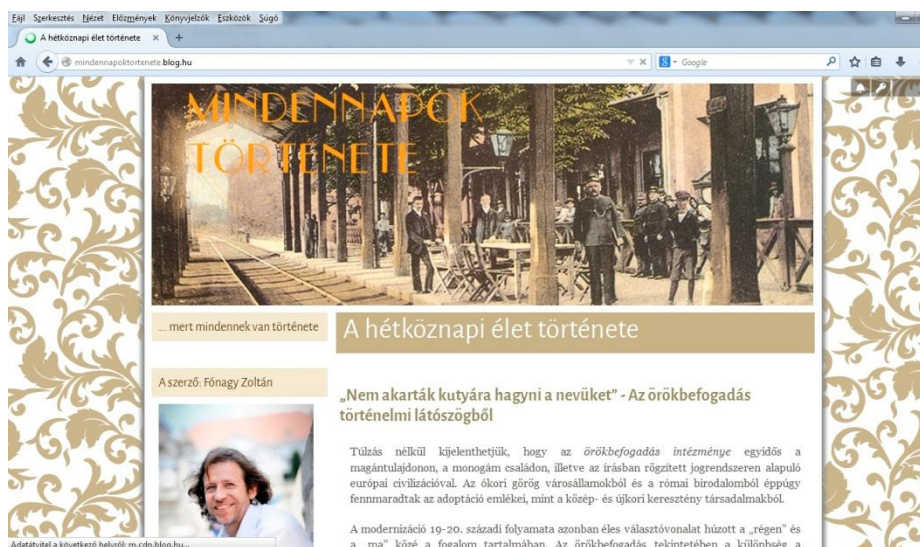 Fájl Szerkesztés Nézet Előzmények Könyvjelzők Eszközök Súgó
A hétköznapi élet története × +
mindennapoktortenete.blog.hu
Google
MINDENNAPOK
TÖRTÉNETE
... mert mindennek van története
A hétköznapi élet története
A szerző: Fónagy Zoltán
„Nem akarták kutyára hagyni a nevüket” - Az örökbefogadás
történelmi látószögből
Túlzás nélkül kijelenthetjük, hogy az örökbefogadás intézménye egyidős a
magántulajdonon, a monogám családon, illetve az írásban rögzített jogrendszeren alapuló
európai civilizációval. Az ókori görög városállamokból és a római birodalomból éppúgy
fennmaradtak az adoptáció emlékei, mint a közép- és újkori keresztény társadalmakból.
A modernizáció 19-20. századi folyamata azonban éles választóvonalat húzott a „régen” és
a „ma” közé a fogalom tartalmában. Az örökbefogadás tekintetében a különbség a
Adatátvitel a következő helyről: m.cdn.blog.hu...